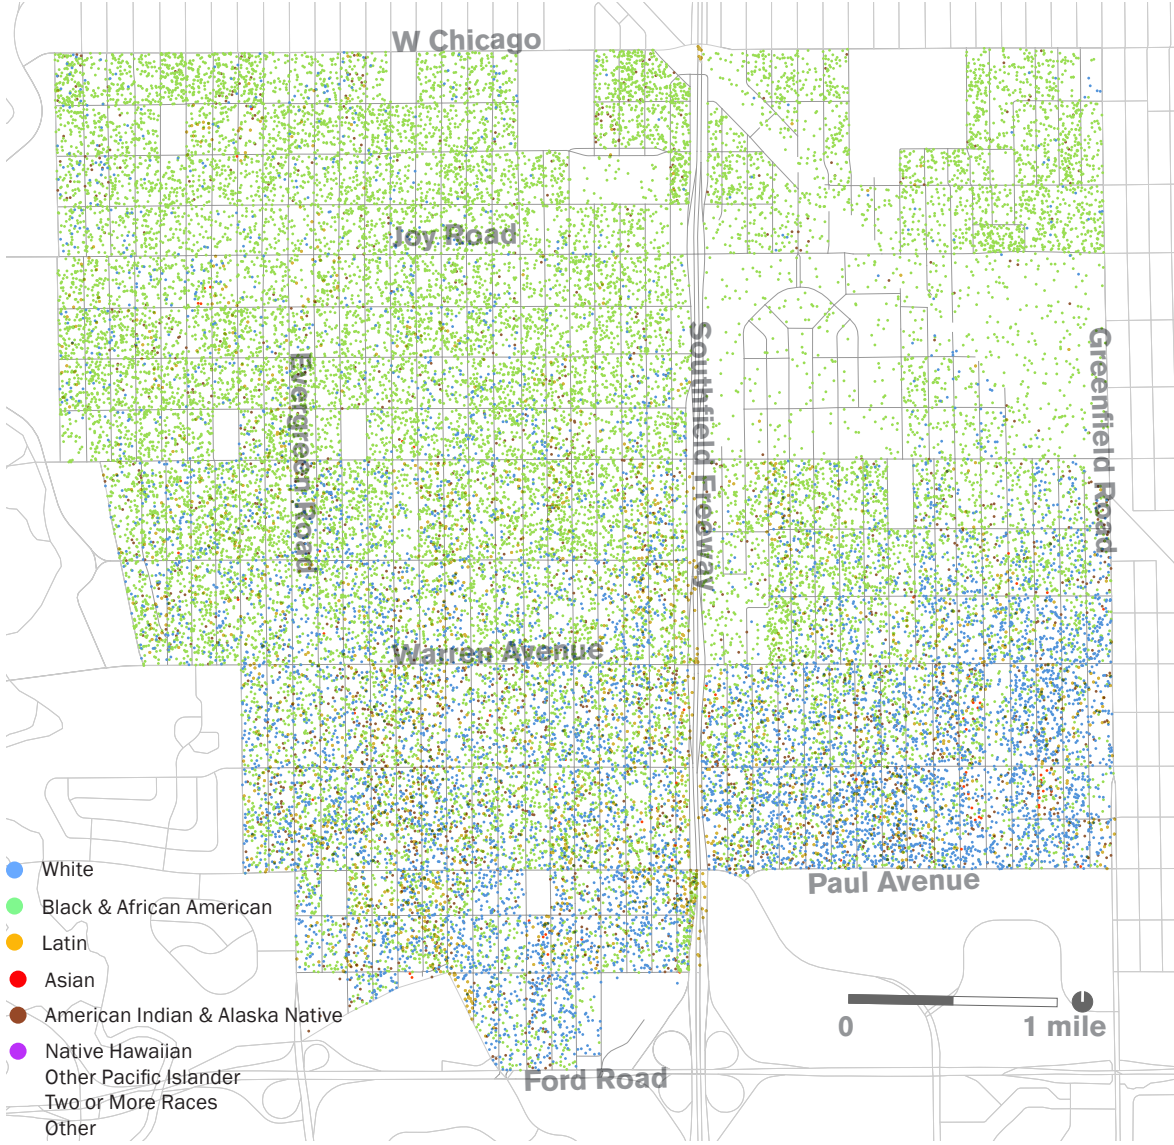 W Chicago
Joy Road
Evergreen Road
Southfield Freeway
Greenfield Road
Warren Avenue
Paul Avenue
White
Black & African American
Latin
Asian
American Indian & Alaska Native
Native Hawaiian
Other Pacific Islander
Two or More Races
Other
0 1 mile
Ford Road